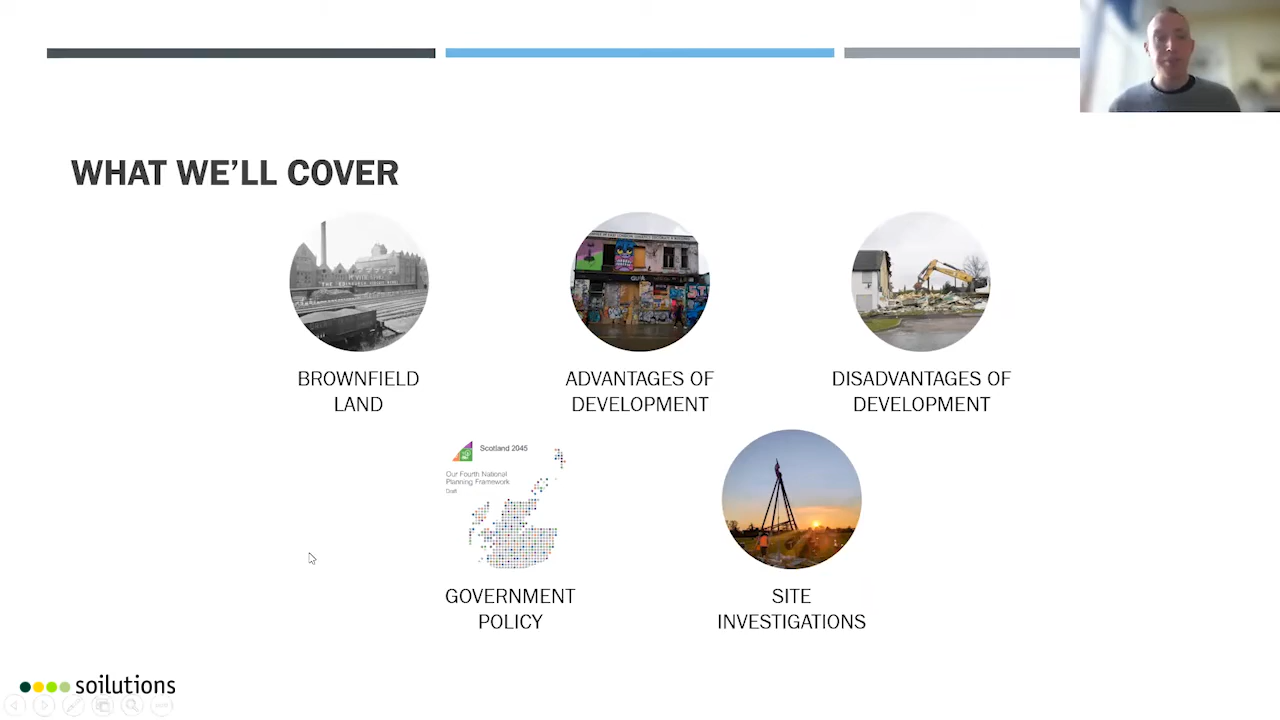 WHAT WE'LL COVER
BROWNFIELD
LAND
ADVANTAGES OF
DEVELOPMENT
DISADVANTAGES OF
DEVELOPMENT
Scotland 2045
Our Fourth National
Planning Framework
Draft
GOVERNMENT
POLICY
SITE
INVESTIGATIONS
soilutions